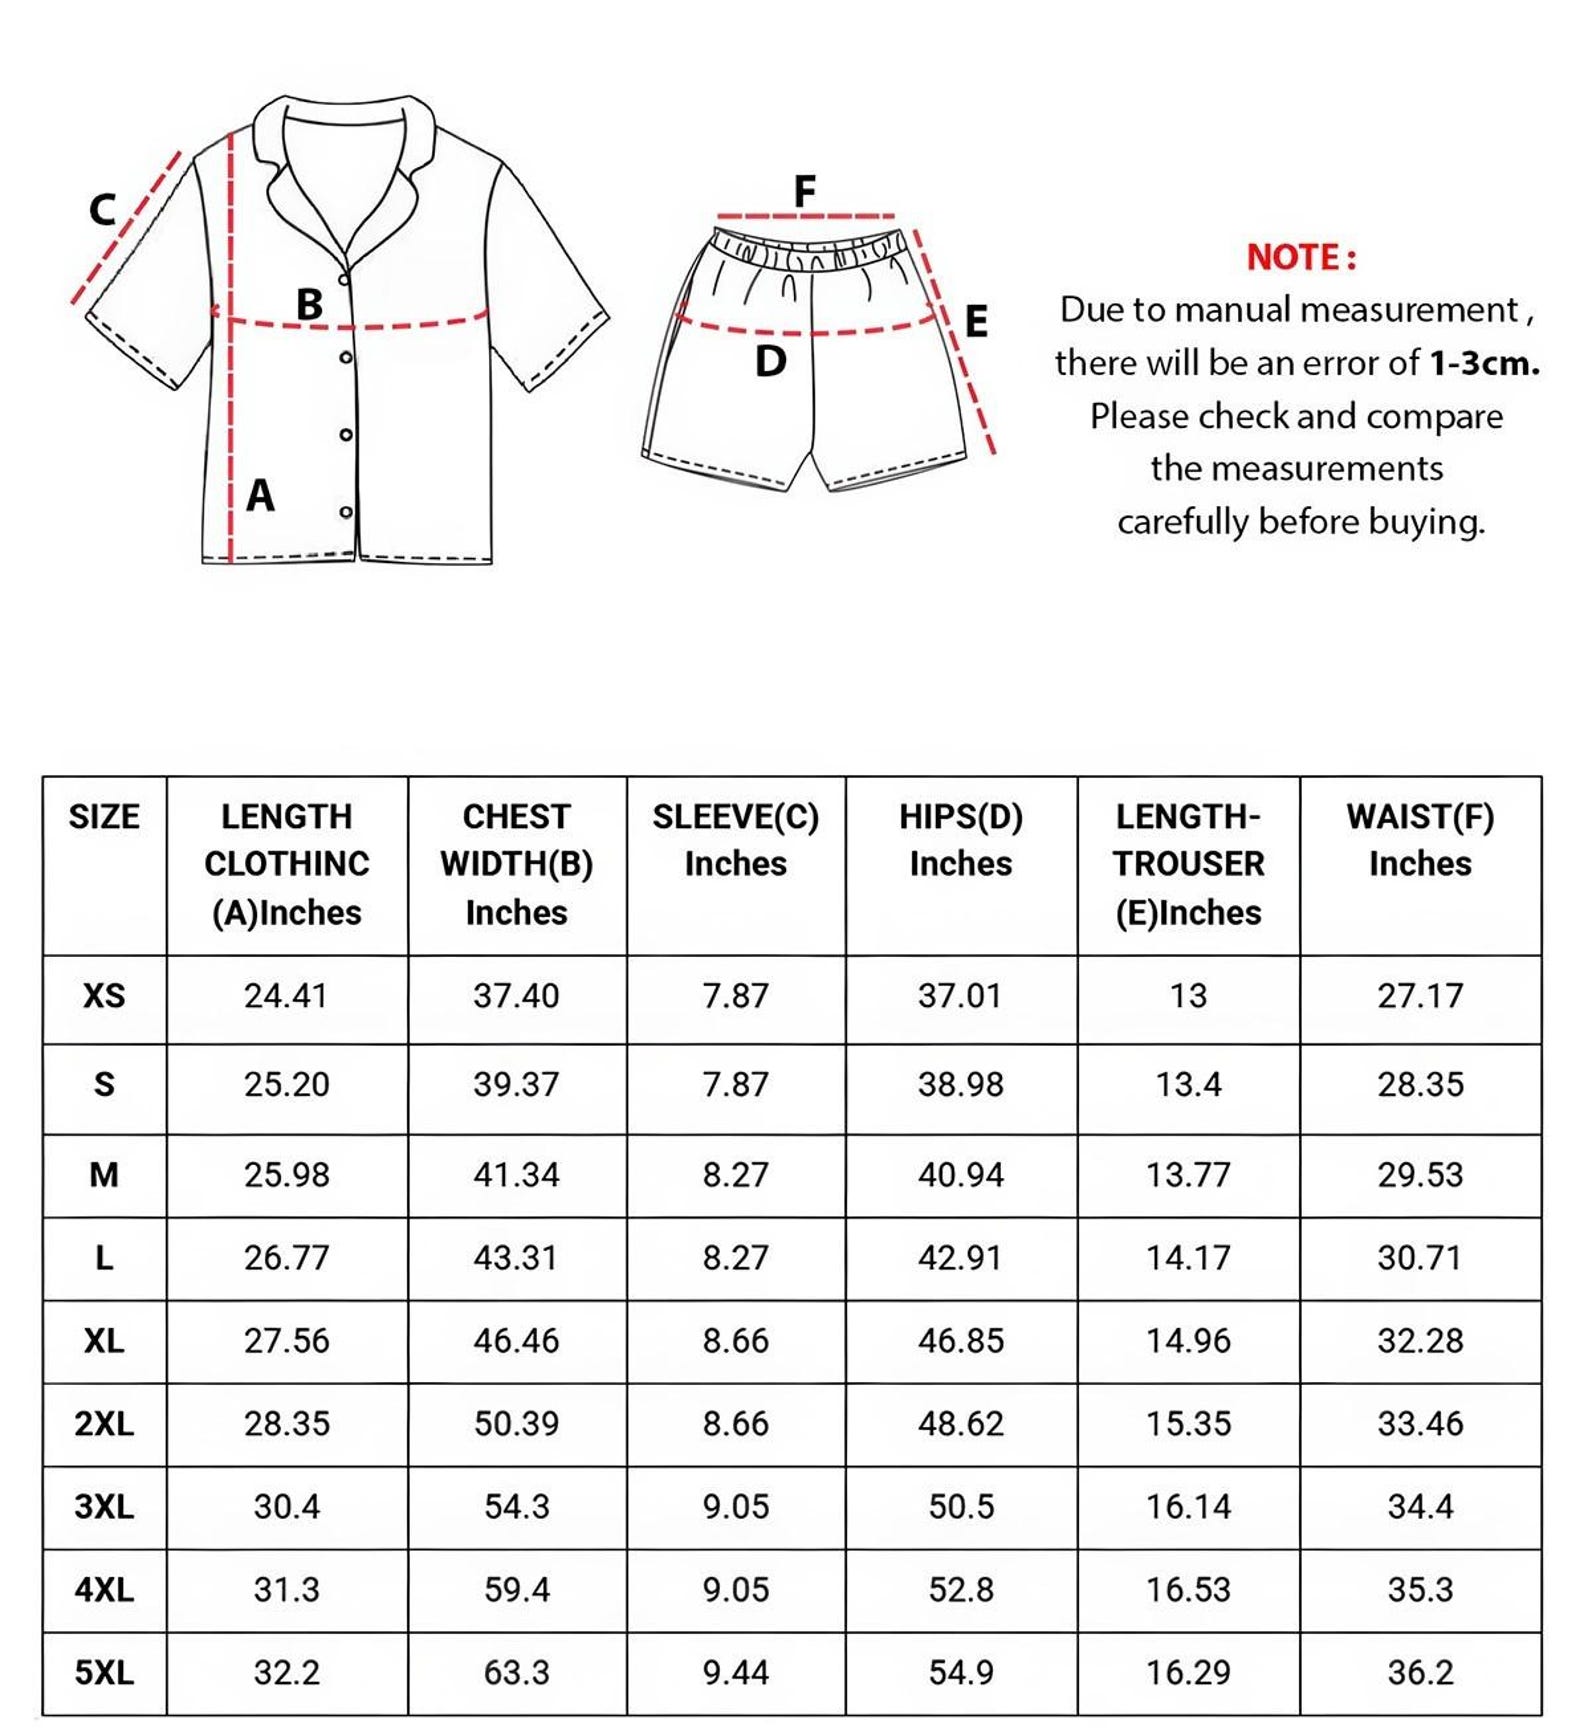 C
B
A
F
D
E
NOTE :
Due to manual measurement ,
there will be an error of 1-3cm.
Please check and compare
the measurements
carefully before buying.
SIZE LENGTH CLOTHINC (A)Inches CHEST WIDTH(B) Inches SLEEVE(C) Inches HIPS(D) Inches LENGTH- TROUSER (E)Inches WAIST(F) Inches
XS 24.41 37.40 7.87 37.01 13 27.17
S 25.20 39.37 7.87 38.98 13.4 28.35
M 25.98 41.34 8.27 40.94 13.77 29.53
L 26.77 43.31 8.27 42.91 14.17 30.71
XL 27.56 46.46 8.66 46.85 14.96 32.28
2XL 28.35 50.39 8.66 48.62 15.35 33.46
3XL 30.4 54.3 9.05 50.5 16.14 34.4
4XL 31.3 59.4 9.05 52.8 16.53 35.3
5XL 32.2 63.3 9.44 54.9 16.29 36.2